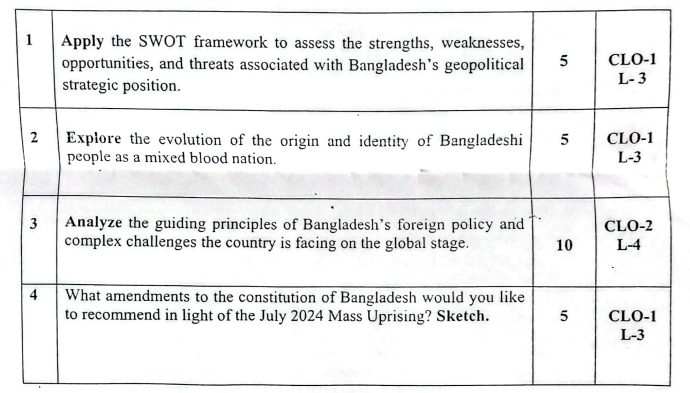 1
Apply the SWOT framework to assess the strengths, weaknesses,
opportunities, and threats associated with Bangladesh's geopolitical
strategic position.
5
CLO-1
L- 3
2
Explore the evolution of the origin and identity of Bangladeshi
people as a mixed blood nation.
5
CLO-1
L-3
3
Analyze the guiding principles of Bangladesh's foreign policy and
complex challenges the country is facing on the global stage.
10
CLO-2
L-4
4
What amendments to the constitution of Bangladesh would you like
to recommend in light of the July 2024 Mass Uprising? Sketch.
5
CLO-1
L-3